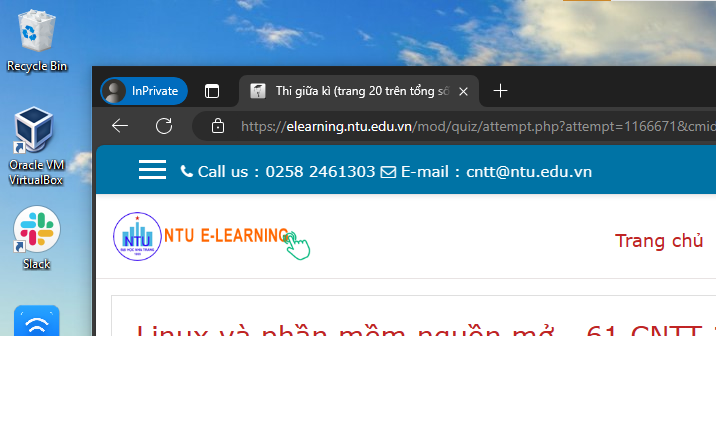 Recycle Bin
Oracle VM
VirtualBox
Slack
InPrivate
Thi giữa kì (trang 20 trên tổng số
https://elearning.ntu.edu.vn/mod/quiz/attempt.php?attempt=1166671&cmid
Call us : 0258 2461303 E-mail : cntt@ntu.edu.vn
NTU
NTU E-LEARNING
Trang chủ
Linux và phần mềm nguồn mở - 61.CNTT